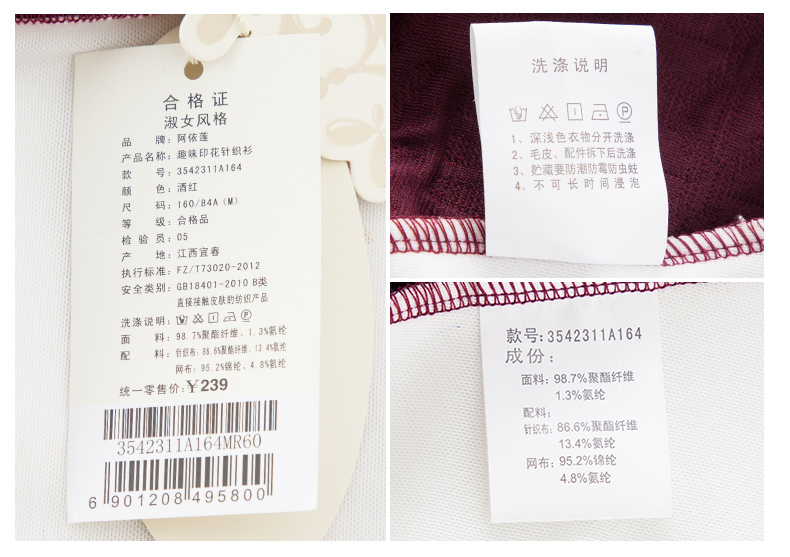 合格证
淑女风格
品 牌：阿依莲
产品名称：趣味印花针织衫
款 号：3542311A164
颜 色：酒红
尺 码：160/84A（M）
等 级：合格品
检 验 员：05
产 地：江西宜春
执行标准：FZ/T73020-2012
安全类别：GB18401-2010 B类
直接接触皮肤的纺织产品
洗涤说明：
面 料：98.7%聚酯纤维、1.3%氨纶
配 料：针织布：86.6%聚酯纤维、13.4%氨纶
网布：95.2%锦纶、4.8%氨纶
统一零售价：¥239
3542311A164MR60
6 901208 495800
洗涤说明
P
1、深浅色衣物分开洗涤
2、毛皮、配件拆下后洗涤
3、贮藏要防潮防霉防虫蛀
4、不可长时间浸泡
款号：3542311A164
成份：
面料：98.7%聚酯纤维
1.3%氨纶
配料：
针织布：86.6%聚酯纤维
13.4%氨纶
网布：95.2%锦纶
4.8%氨纶